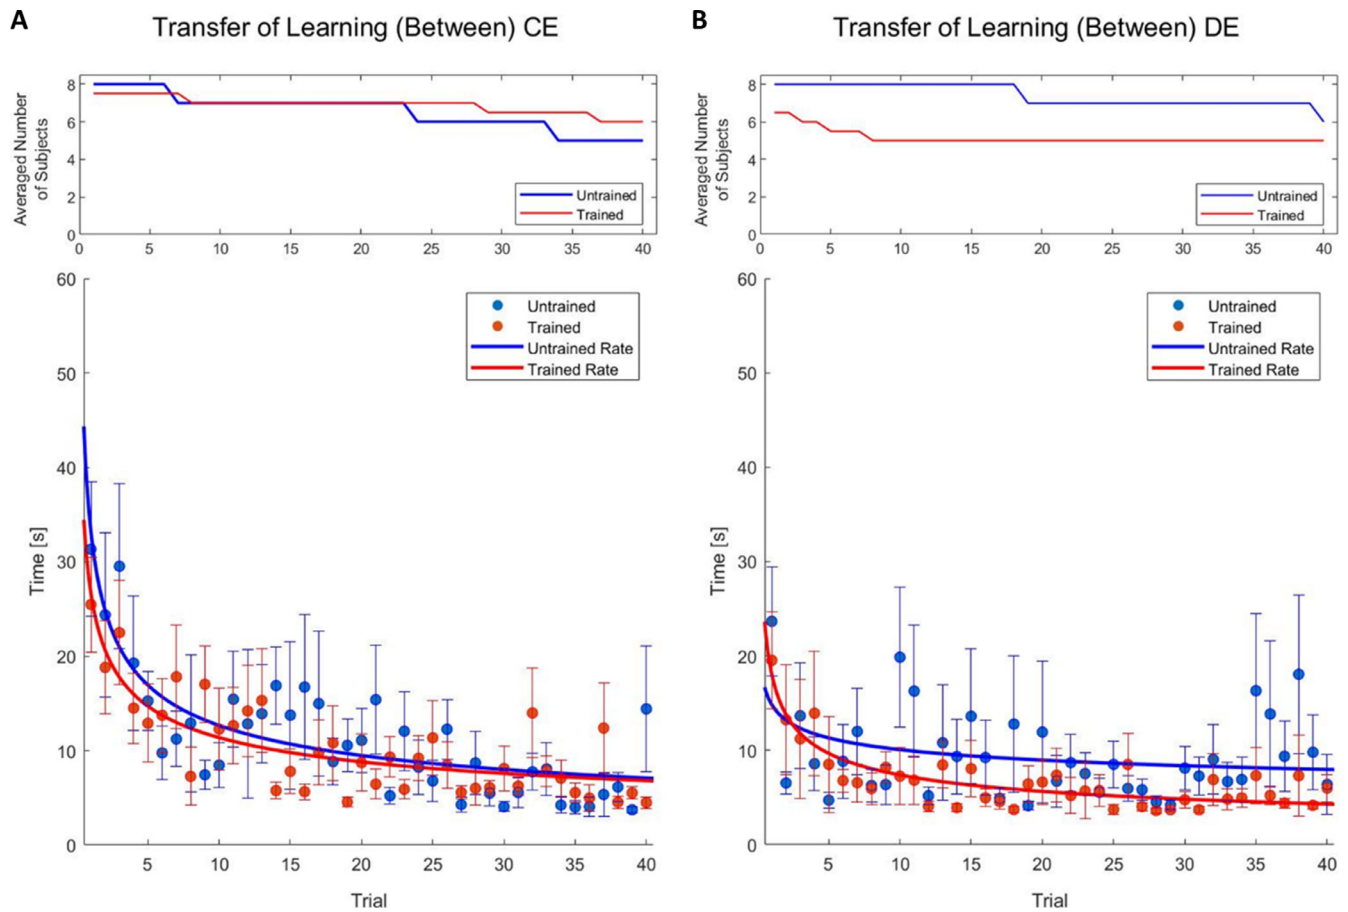 A
Transfer of Learning (Between) CE
Averaged Number
of Subjects
8
6
4
2
0
Untrained
Trained
0 5 10 15 20 25 30 35 40
Time [s]
60
50
40
30
20
10
0
Untrained
Trained
Untrained Rate
Trained Rate
5 10 15 20 25 30 35 40
Trial
B
Transfer of Learning (Between) DE
Averaged Number
of Subjects
8
6
4
2
0
Untrained
Trained
0 5 10 15 20 25 30 35 40
Time [s]
60
50
40
30
20
10
0
Untrained
Trained
Untrained Rate
Trained Rate
5 10 15 20 25 30 35 40
Trial